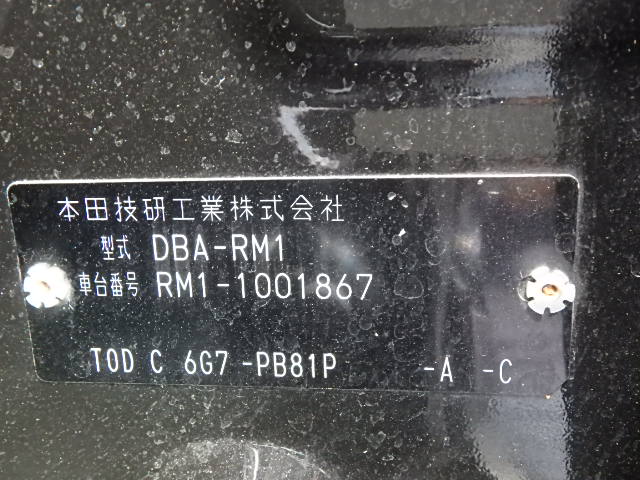 本田技研工業株式会社
型式 DBA-RM1
車台番号 RM1-1001867
TOD C 6G7 -PB81P -A -C